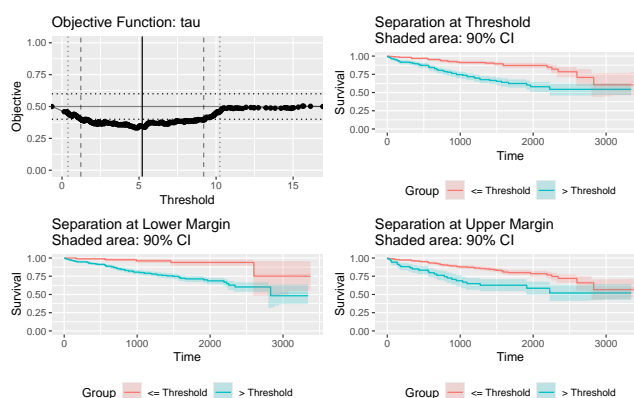 Objective Function: tau
1.00
0.75
0.50
0.25
0.00
Objective
0
5
10
15
Threshold
Separation at Threshold
Shaded area: 90% CI
1.00
0.75
0.50
0.25
0.00
Survival
0
1000
2000
3000
Time
Group
<= Threshold
> Threshold
Separation at Lower Margin
Shaded area: 90% CI
1.00
0.75
0.50
0.25
0.00
Survival
0
1000
2000
3000
Time
Group
<= Threshold
> Threshold
Separation at Upper Margin
Shaded area: 90% CI
1.00
0.75
0.50
0.25
0.00
Survival
0
1000
2000
3000
Time
Group
<= Threshold
> Threshold